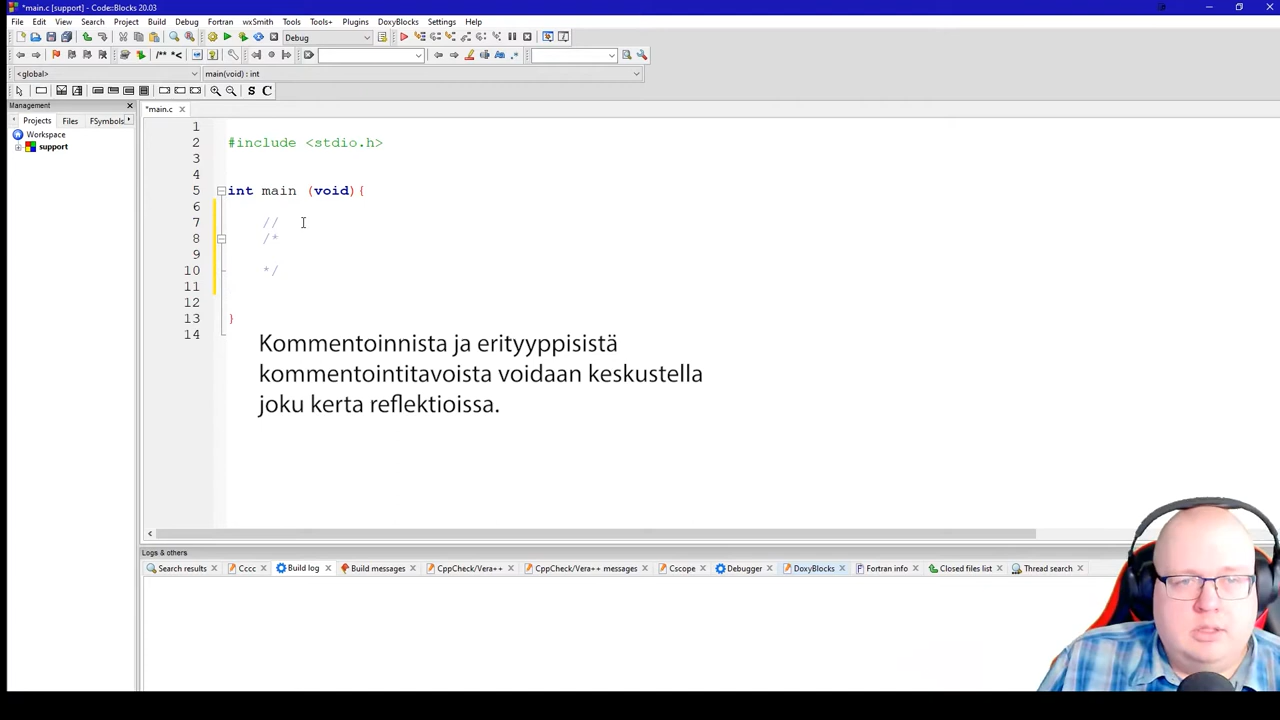 *main.c [support] - Code::Blocks 20.03
File Edit View Search Project Build Debug Fortran wxSmith Tools Tools+ Plugins DoxyBlocks Settings Help
Debug
/** *<
<global> main(void) : int
S C
Management
*main.c
Projects Files FSymbols
Workspace
support
1
2 #include <stdio.h>
3
4
5 int main (void){
6
7 //
8 /*
9
10 */
11
12
13 }
14
Kommentoinnista ja erityyppisistä
kommentointitavoista voidaan keskustella
joku kerta reflektioissa.
Logs & others
Search results Cccc Build log Build messages CppCheck/Vera++ CppCheck/Vera++ messages Cscope Debugger DoxyBlocks Fortran info Closed files list Thread search